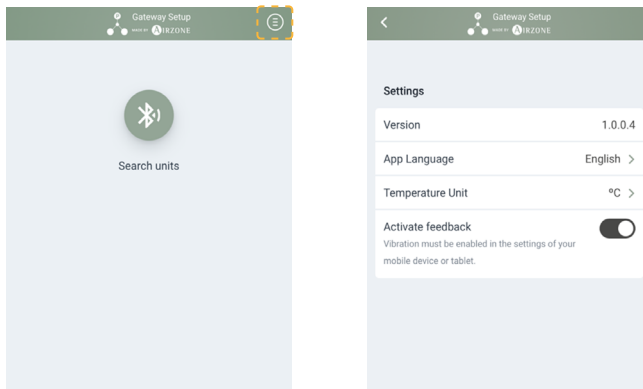 Gateway Setup
MADE BY AIRZONE
Search units
Gateway Setup
MADE BY AIRZONE
Settings
Version 1.0.0.4
App Language English >
Temperature Unit ºC >
Activate feedback
Vibration must be enabled in the settings of your
mobile device or tablet.